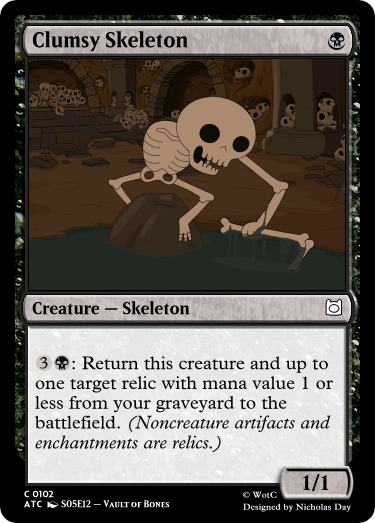 Clumsy Skeleton
Creature — Skeleton
3 : Return this creature and up to
one target relic with mana value 1 or
less from your graveyard to the
battlefield. (Noncreature artifacts and
enchantments are relics.)
1/1
C 0102
ATC S05E12 – Vault of Bones
© WotC
Designed by Nicholas Day